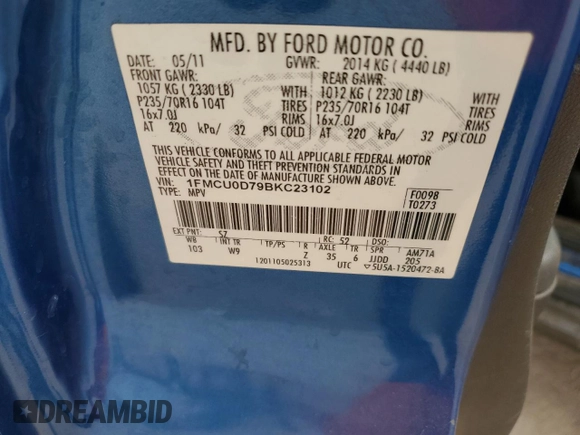 MFD. BY FORD MOTOR CO.
DATE: 05/11 GVWR: 2014 KG ( 4440 LB)
FRONT GAWR: REAR GAWR:
1057 KG ( 2330 LB) WITH 1012 KG ( 2230 LB) WITH
P235/70R16 104T TIRES P235/70R16 104T TIRES
16x7.0J RIMS 16x7.0J RIMS
AT 220 kPa/ 32 PSI COLD AT 220 kPa/ 32 PSI COLD
THIS VEHICLE CONFORMS TO ALL APPLICABLE FEDERAL MOTOR
VEHICLE SAFETY AND THEFT PREVENTION STANDARDS IN
EFFECT ON THE DATE OF MANUFACTURE SHOWN ABOVE.
VIN: 1FMCU0D79BKC23102
TYPE: MPV
F0098
T0273
EXT PNT: SZ RC: 52 DSO:
WB INT TR TP/PS R AXLE TR SPR AM71A
103 W9 Z 35 6 JJDD 205
1201105025313 UTC 5U5A-1520472-BA
DREAMBID